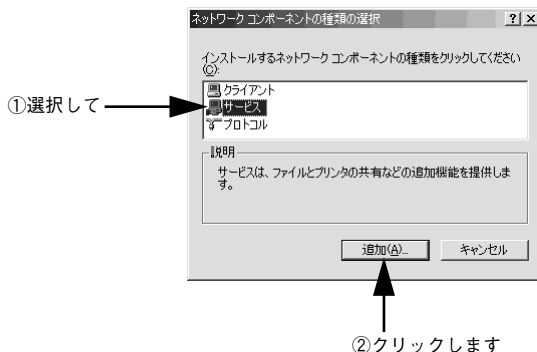 ネットワーク コンポーネントの種類の選択
インストールするネットワーク コンポーネントの種類をクリックしてください
(C):
クライアント
①選択して
サービス
プロトコル
説明
サービスは、ファイルとプリンタの共有などの追加機能を提供しま
す。
追加(A)...
キャンセル
②クリックします